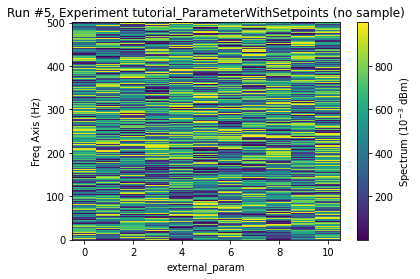 Run #5, Experiment tutorial_ParameterWithSetpoints (no sample)
500
400
300
200
100
0
Freq Axis (Hz)
0 2 4 6 8 10
external_param
800
600
400
200
Spectrum (10⁻³ dBm)